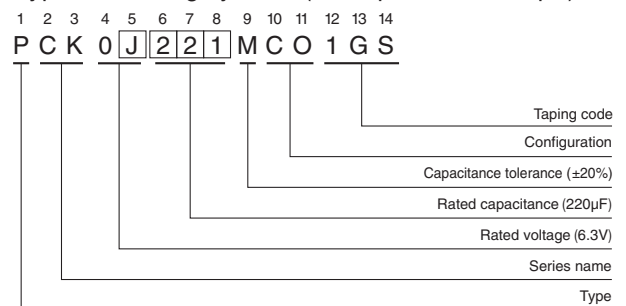 1 2 3 4 5 6 7 8 9 10 11 12 13 14
P C K 0 J 2 2 1 M C O 1 G S
Taping code
Configuration
Capacitance tolerance (±20%)
Rated capacitance (220µF)
Rated voltage (6.3V)
Series name
Type